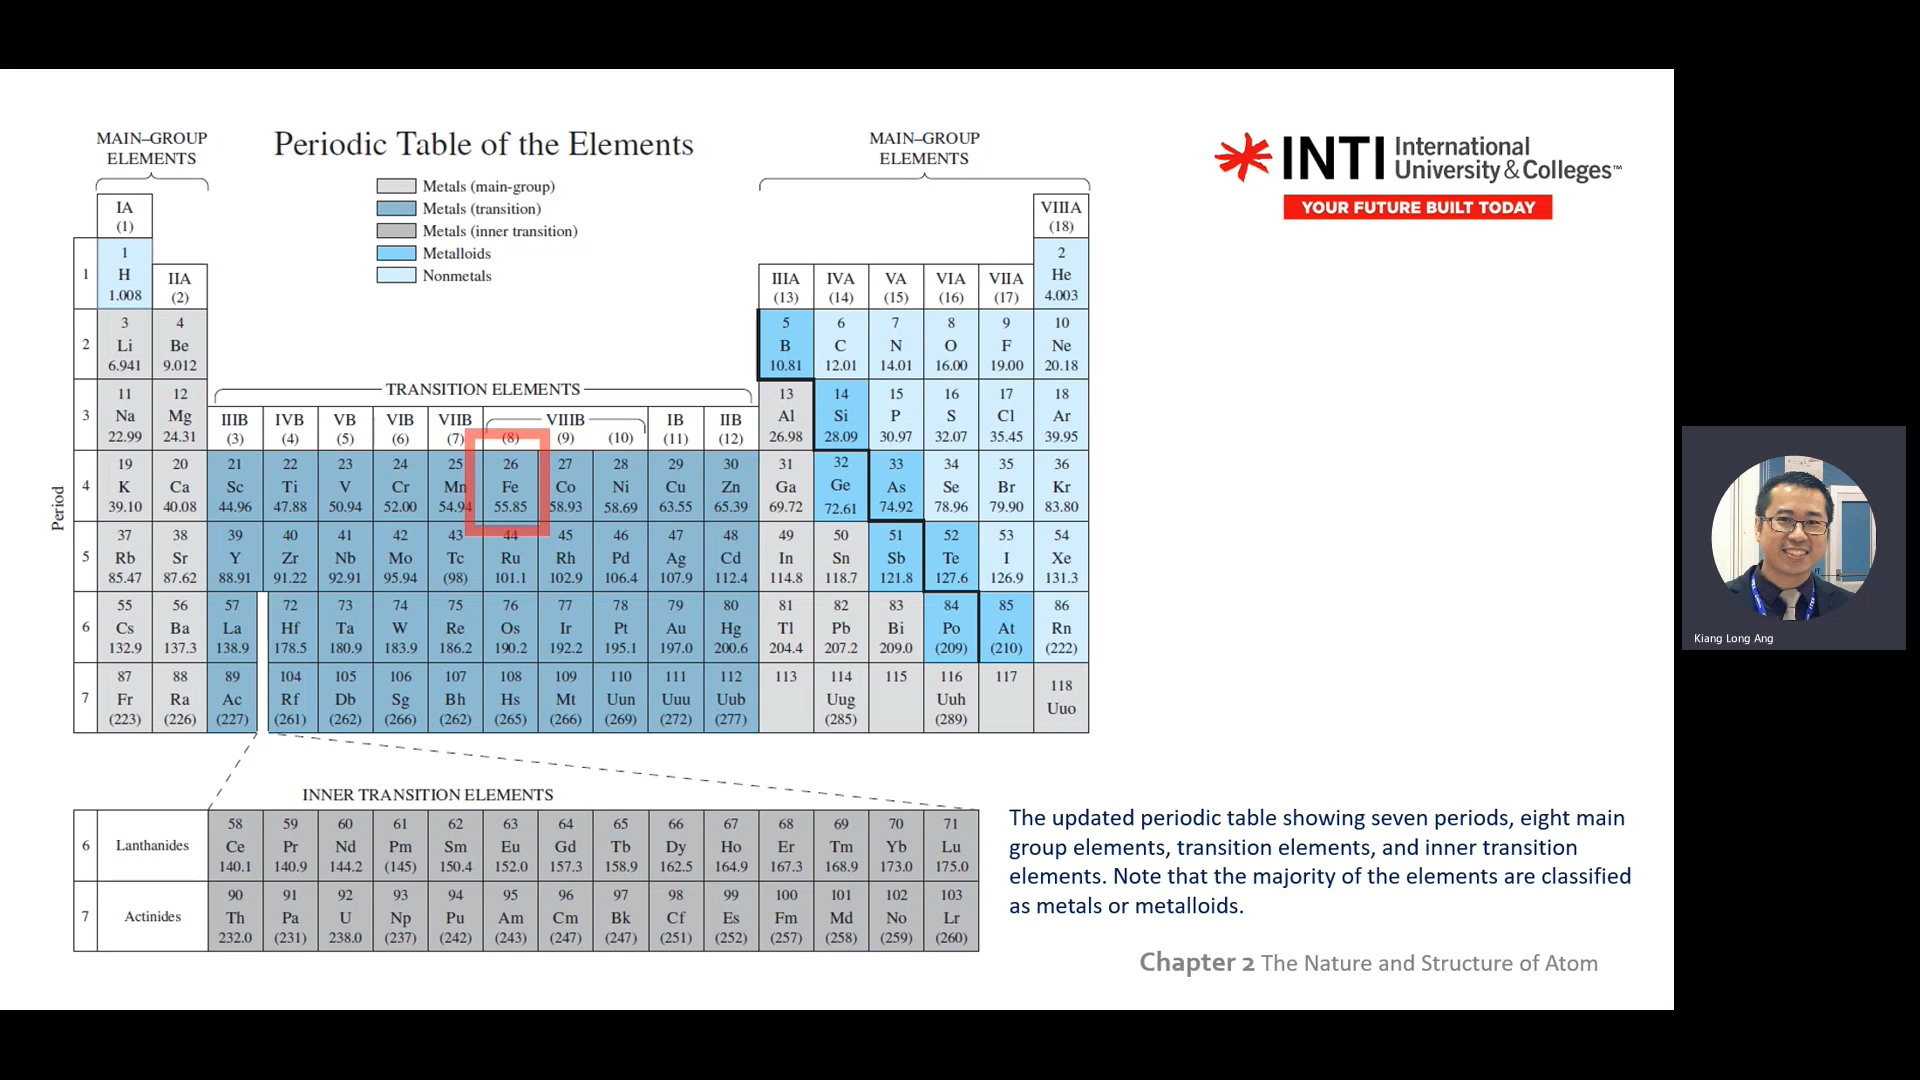 MAIN–GROUP
ELEMENTS
Periodic Table of the Elements
MAIN–GROUP
ELEMENTS
INTI International
University & Colleges™
YOUR FUTURE BUILT TODAY
Metals (main-group)
Metals (transition)
Metals (inner transition)
Metalloids
Nonmetals
IA
(1)
VIIIA
(18)
1
1
H
1.008
IIA
(2)
IIIA
(13)
IVA
(14)
VA
(15)
VIA
(16)
VIIA
(17)
2
He
4.003
2
3 4 5 6 7 8 9 10
Li Be B C N O F Ne
6.941 9.012 10.81 12.01 14.01 16.00 19.00 20.18
TRANSITION ELEMENTS
3
11 12 13 14 15 16 17 18
Na Mg Al Si P S Cl Ar
22.99 24.31 26.98 28.09 30.97 32.07 35.45 39.95
IIIB IVB VB VIB VIIB VIIIB IB IIB
(3) (4) (5) (6) (7) (8) (9) (10) (11) (12)
Period
4
19 20 21 22 23 24 25 26 27 28 29 30 31 32 33 34 35 36
K Ca Sc Ti V Cr Mn Fe Co Ni Cu Zn Ga Ge As Se Br Kr
39.10 40.08 44.96 47.88 50.94 52.00 54.94 55.85 58.93 58.69 63.55 65.39 69.72 72.61 74.92 78.96 79.90 83.80
5
37 38 39 40 41 42 43 44 45 46 47 48 49 50 51 52 53 54
Rb Sr Y Zr Nb Mo Tc Ru Rh Pd Ag Cd In Sn Sb Te I Xe
85.47 87.62 88.91 91.22 92.91 95.94 (98) 101.1 102.9 106.4 107.9 112.4 114.8 118.7 121.8 127.6 126.9 131.3
6
55 56 57 72 73 74 75 76 77 78 79 80 81 82 83 84 85 86
Cs Ba La Hf Ta W Re Os Ir Pt Au Hg Tl Pb Bi Po At Rn
132.9 137.3 138.9 178.5 180.9 183.9 186.2 190.2 192.2 195.1 197.0 200.6 204.4 207.2 209.0 (209) (210) (222)
7
87 88 89 104 105 106 107 108 109 110 111 112 113 114 115 116 117 118
Fr Ra Ac Rf Db Sg Bh Hs Mt Uun Uuu Uub Uug Uuh Uuo
(223) (226) (227) (261) (262) (266) (262) (265) (266) (269) (272) (277) (285) (289)
INNER TRANSITION ELEMENTS
6 Lanthanides
58 59 60 61 62 63 64 65 66 67 68 69 70 71
Ce Pr Nd Pm Sm Eu Gd Tb Dy Ho Er Tm Yb Lu
140.1 140.9 144.2 (145) 150.4 152.0 157.3 158.9 162.5 164.9 167.3 168.9 173.0 175.0
7 Actinides
90 91 92 93 94 95 96 97 98 99 100 101 102 103
Th Pa U Np Pu Am Cm Bk Cf Es Fm Md No Lr
232.0 (231) 238.0 (237) (242) (243) (247) (247) (251) (252) (257) (258) (259) (260)
The updated periodic table showing seven periods, eight main
group elements, transition elements, and inner transition
elements. Note that the majority of the elements are classified
as metals or metalloids.
Chapter 2 The Nature and Structure of Atom
Kiang Long Ang